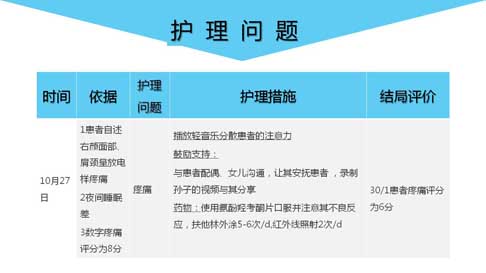 护理问题
时间
依据
护理
问题
护理措施
结局评价
10月27
日
1患者自述
右颜面部、
肩颈量放电
样疼痛
2夜间睡眠
差
3数字疼痛
评分为8分
疼痛
播放轻音乐分散患者的注意力
鼓励支持：
与患者配偶、女儿沟通，让其安抚患者 ，录制
孙子的视频与其分享
药物：使用氨酚羟考酮片口服并注意其不良反
应，扶他林外涂5-6次/d,红外线照射2次/d
30/1患者疼痛评分
为6分